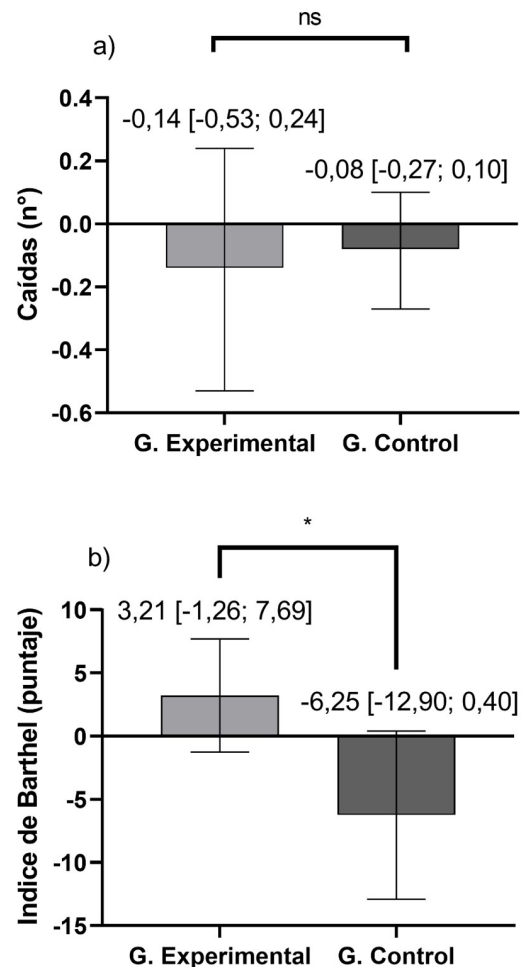 ns
a)
0.4
-0,14 [-0,53; 0,24]
0.2
-0,08 [-0,27; 0,10]
0.0
-0.2
-0.4
-0.6
Caídas (n°)
G. Experimental G. Control
*
b)
10
3,21 [-1,26; 7,69]
5
-6,25 [-12,90; 0,40]
0
-5
-10
-15
Indice de Barthel (puntaje)
G. Experimental G. Control